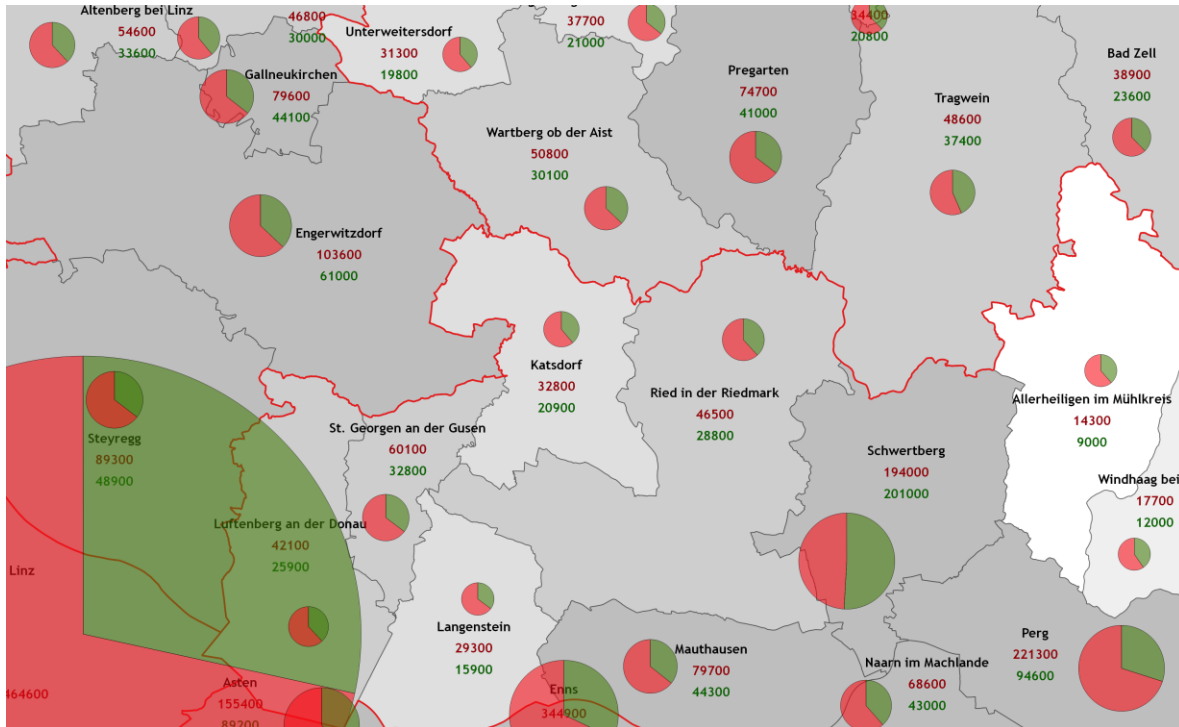 Altenberg bei Linz
54600
33600
46800
30000
Unterweitersdorf
31300
19800
37700
21000
34400
20800
Bad Zell
38900
23600
Gallneukirchen
79600
44100
Pregarten
74700
41000
Tragwein
48600
37400
Wartberg ob der Aist
50800
30100
Engerwitzdorf
103600
61000
Katsdorf
32800
20900
Ried in der Riedmark
46500
28800
Allerheiligen im Mühlkreis
14300
9000
Steyregg
89300
48900
St. Georgen an der Gusen
60100
32800
Schwertberg
194000
201000
Windhaag bei
17700
12000
Luftenberg an der Donau
42100
25900
Linz
464600
Langenstein
29300
15900
Mauthausen
79700
44300
Naarn im Machlande
68600
43000
Perg
221300
94600
Asten
155400
89200
Enns
344900